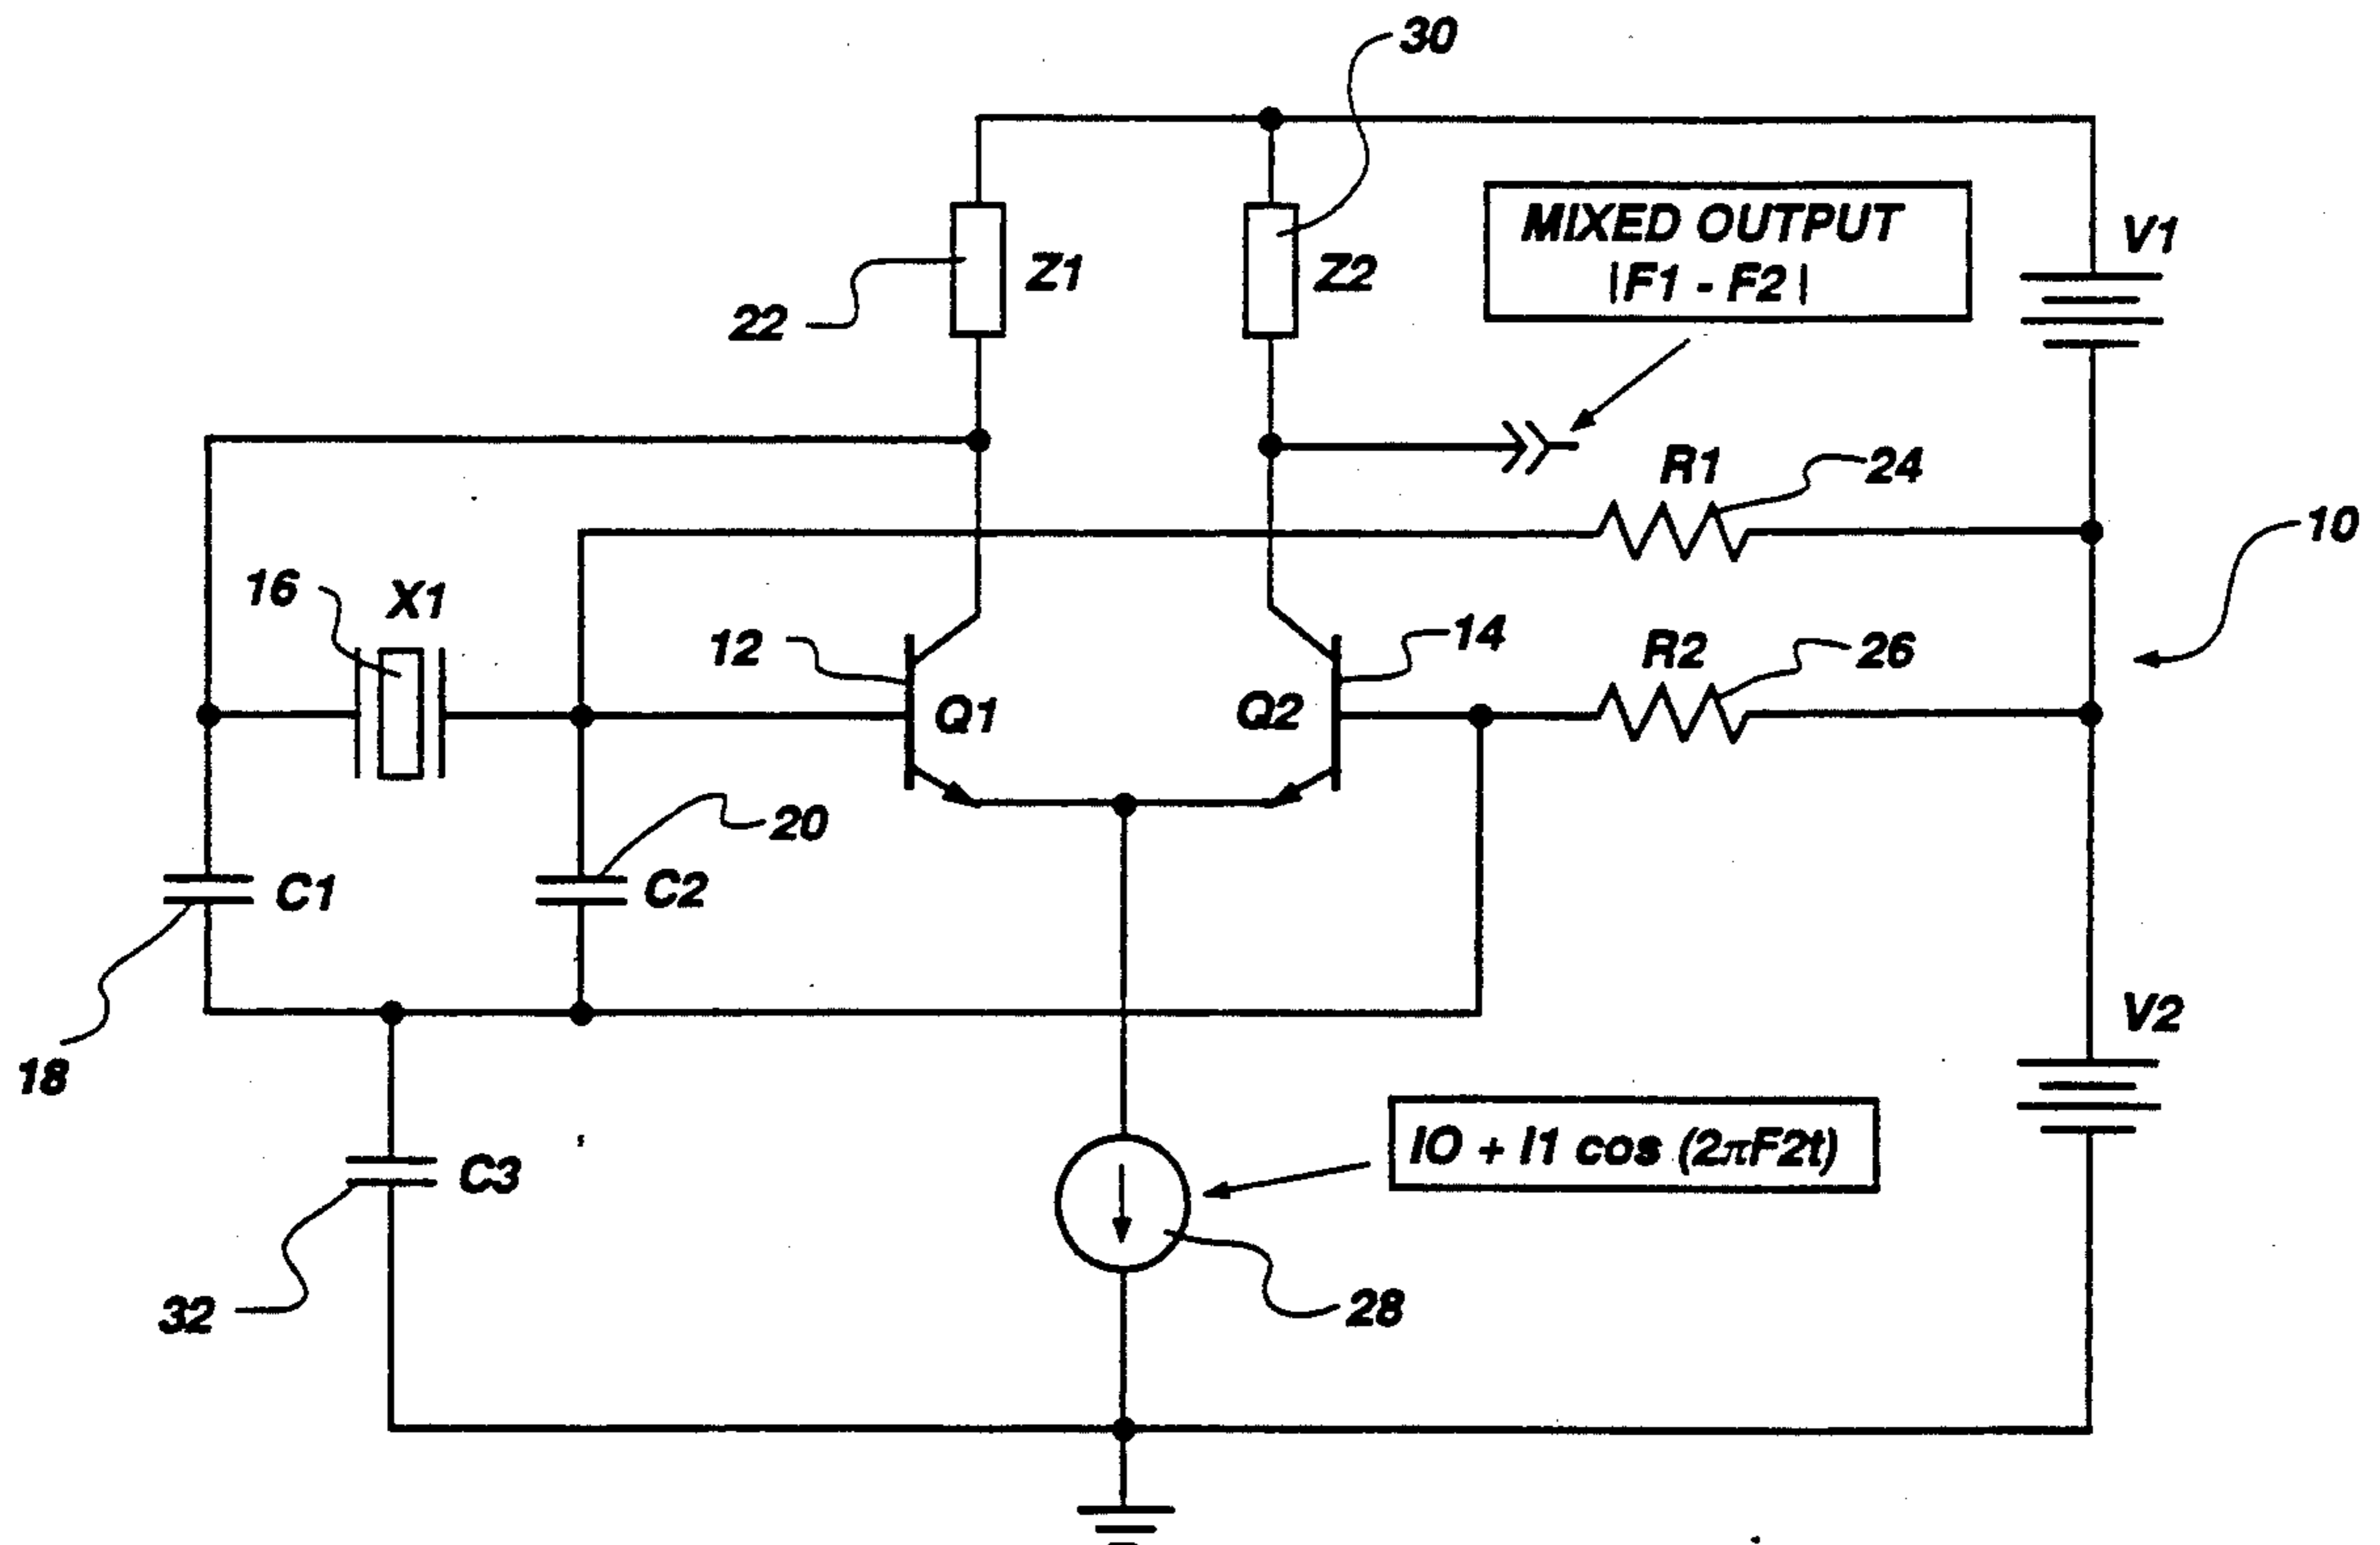 30
MIXED OUTPUT
|F1 - F2|
V1
Z1
Z2
22
R1
24
10
16
X1
12
14
R2
26
Q1
Q2
20
C1
C2
18
V2
IO + I1 cos (2πF2t)
C3
32
28